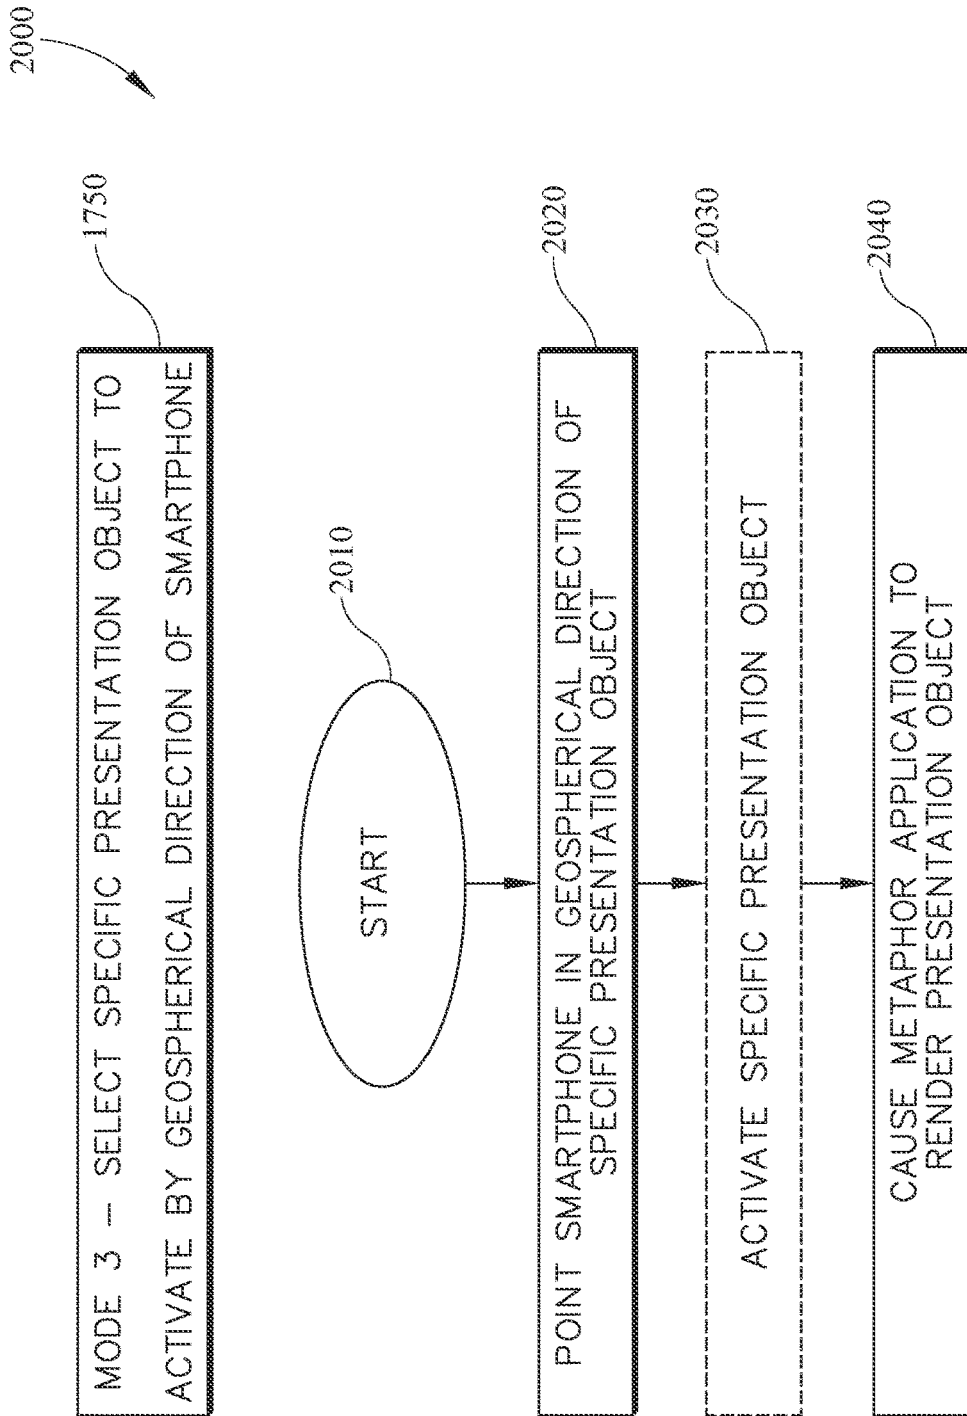 2000
1750
MODE 3 – SELECT SPECIFIC PRESENTATION OBJECT TO
ACTIVATE BY GEOSPHERICAL DIRECTION OF SMARTPHONE
2010
START
2020
POINT SMARTPHONE IN GEOSPHERICAL DIRECTION OF
SPECIFIC PRESENTATION OBJECT
2030
ACTIVATE SPECIFIC PRESENTATION OBJECT
2040
CAUSE METAPHOR APPLICATION TO
RENDER PRESENTATION OBJECT